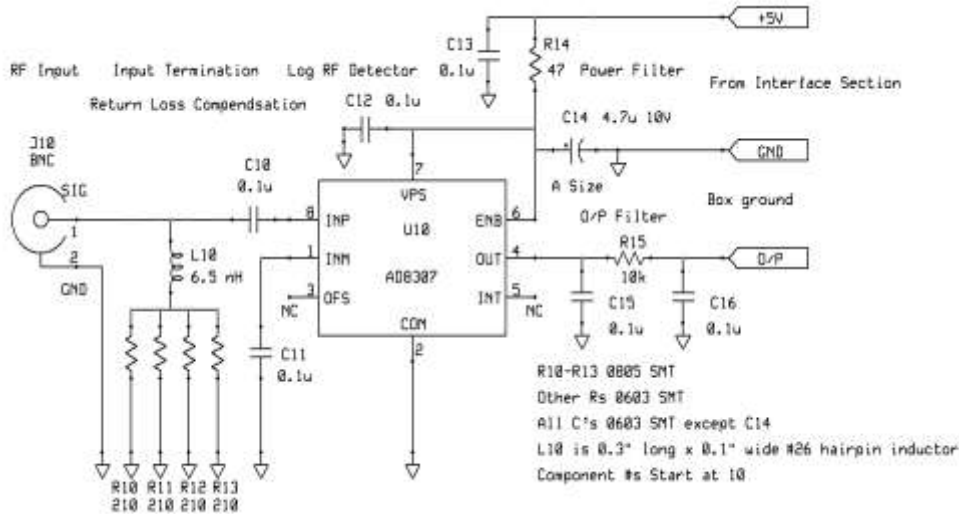 +5V
C13
0.1u
R14
47
Power Filter
RF Input
Input Termination
Log RF Detector
From Interface Section
Return Loss Compendsation
C12 0.1u
C14 4.7u 10V
GND
J10
BNC
C10
0.1u
7
A Size
Box ground
SIG
1
8
INP
VPS
U10
ENB
6
O/P Filter
2
GND
L10
6.5 nH
1
INM
AD8307
OUT
4
R15
10k
O/P
NC
3
OFS
INT
5
NC
C15
0.1u
C16
0.1u
CON
2
C11
0.1u
R10-R13 0805 SMT
Other Rs 0603 SMT
All C's 0603 SMT except C14
L10 is 0.3" long x 0.1" wide #26 hairpin inductor
Component #s Start at 10
R10 R11 R12 R13
210 210 210 210